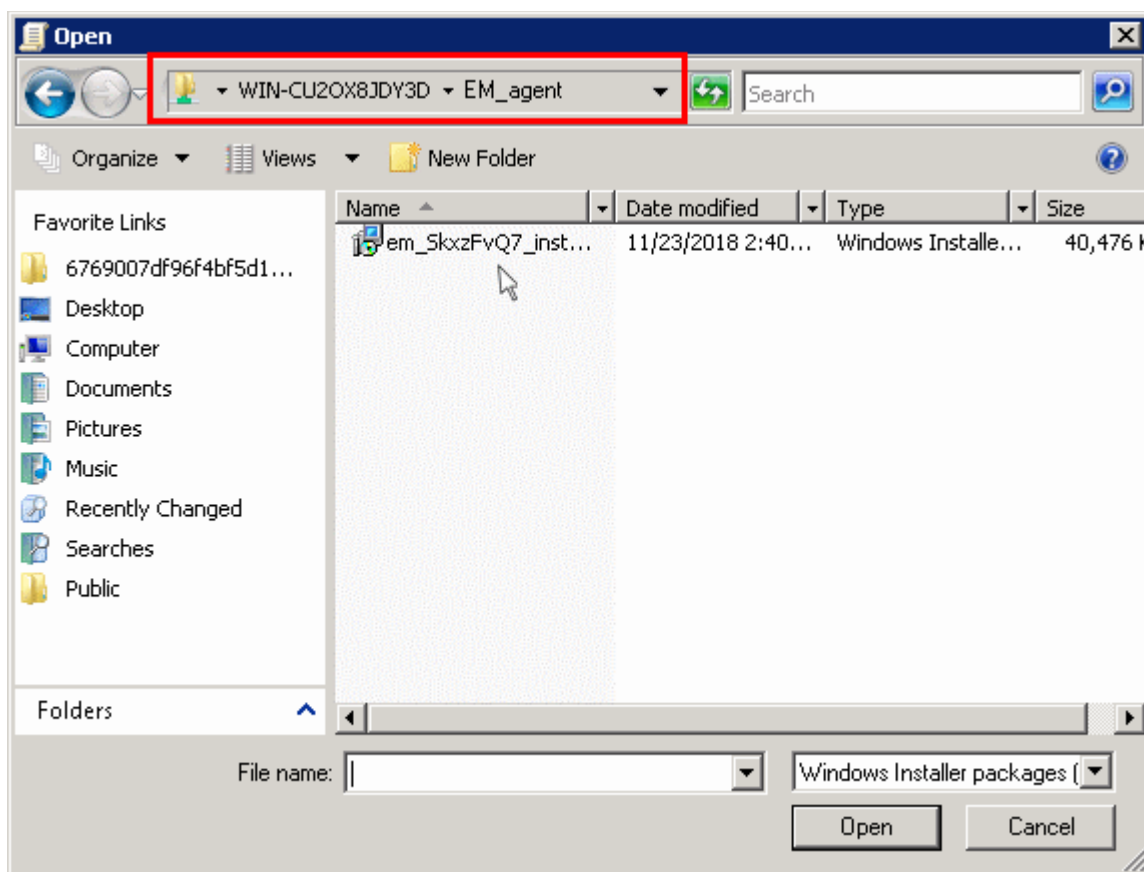 Open
WIN-CU2OX8JDY3D EM_agent Search
Organize Views New Folder
Favorite Links
6769007df96f4bf5d1...
Desktop
Computer
Documents
Pictures
Music
Recently Changed
Searches
Public
Folders
Name Date modified Type Size
em_SkxzFvQ7_inst... 11/23/2018 2:40... Windows Installe... 40,476 K
File name: Windows Installer packages (
Open Cancel